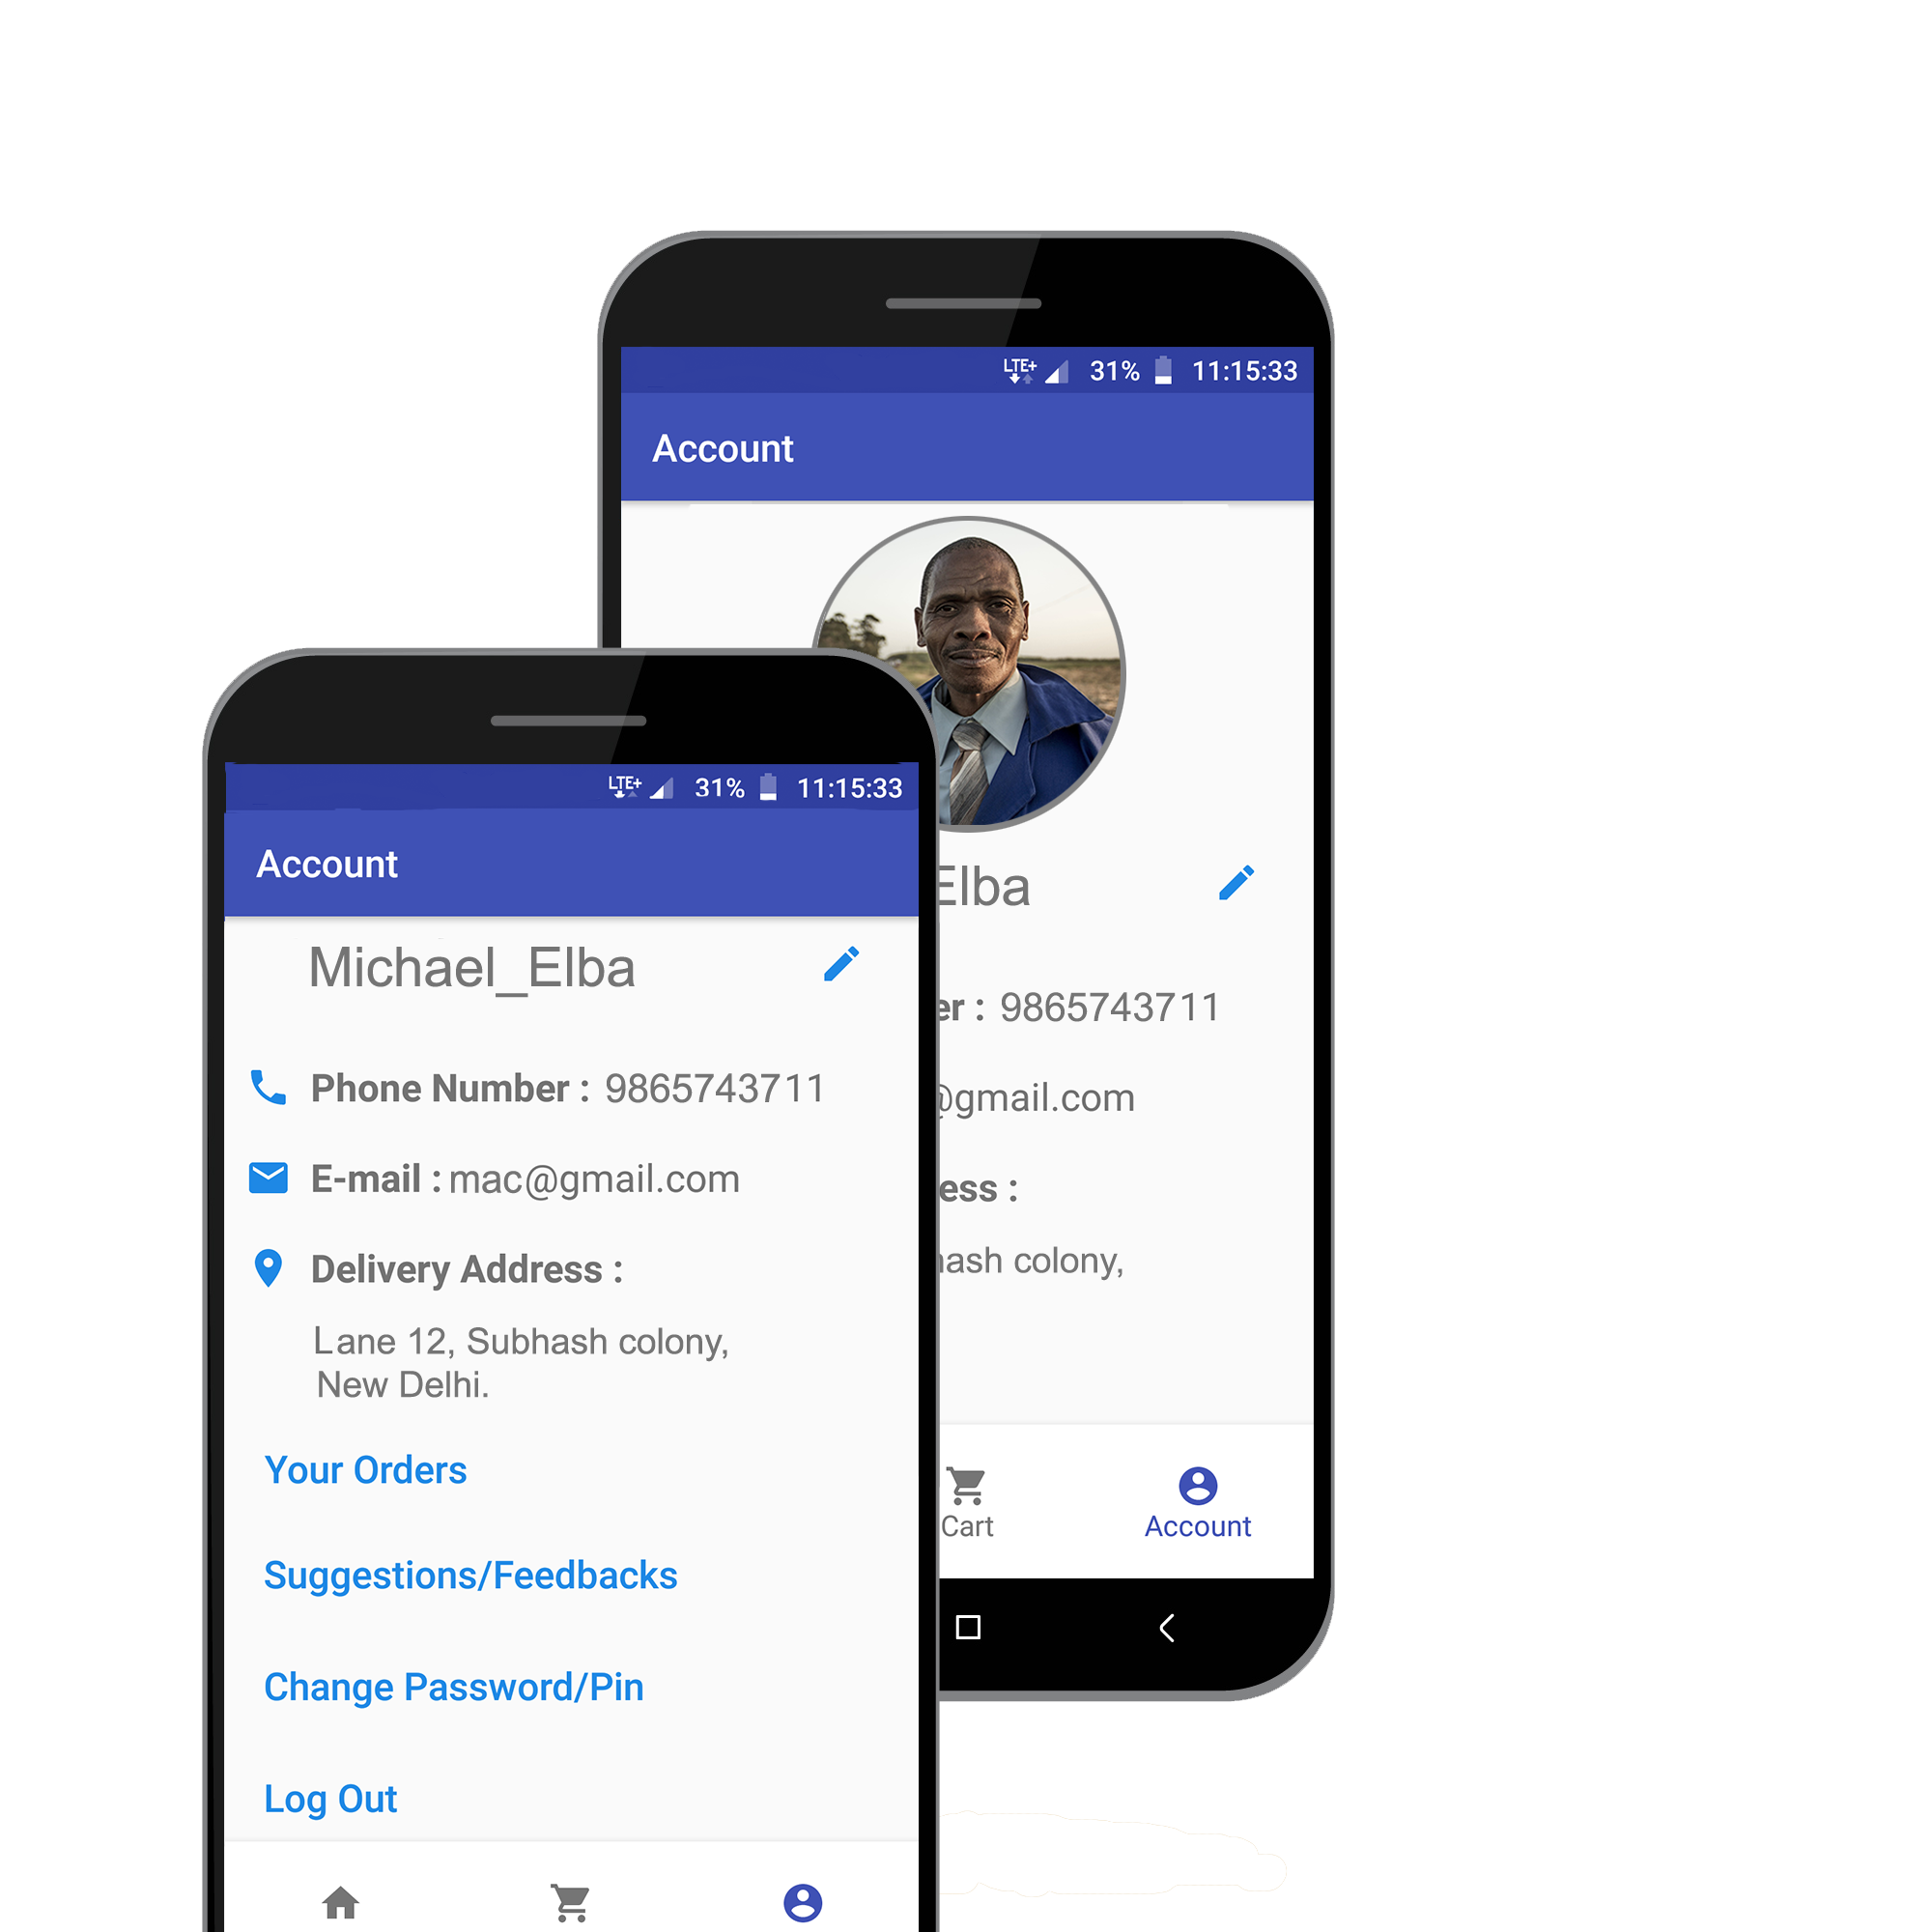 LTE+ 31% 11:15:33
Account
Elba
er : 9865743711
@gmail.com
ess :
ash colony,
Cart
Account
LTE+ 31% 11:15:33
Account
Michael_Elba
Phone Number : 9865743711
E-mail : mac@gmail.com
Delivery Address :
Lane 12, Subhash colony,
New Delhi.
Your Orders
Suggestions/Feedbacks
Change Password/Pin
Log Out